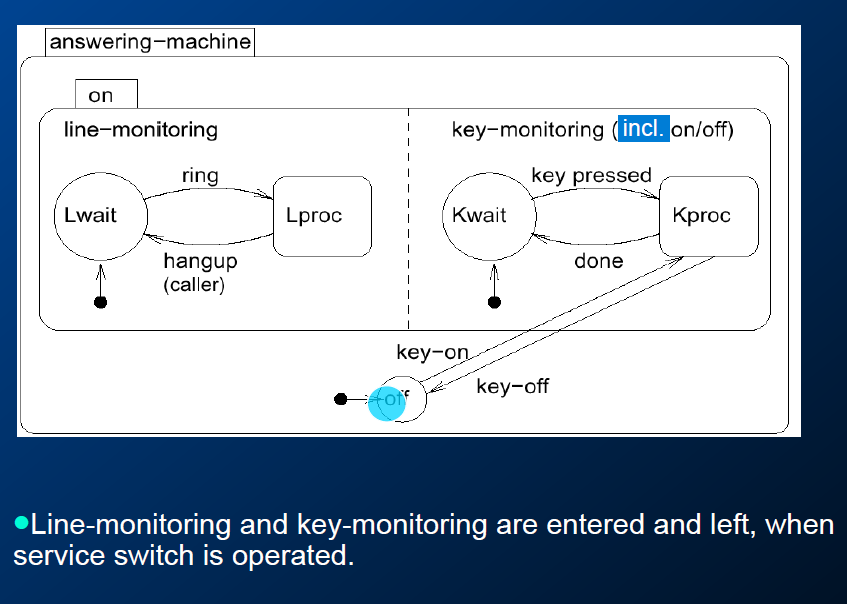 answering−machine
on
line−monitoring
key−monitoring (incl. on/off)
ring
key pressed
Lwait
Lproc
Kwait
Kproc
hangup
(caller)
done
key−on
key−off
off
•Line-monitoring and key-monitoring are entered and left, when
service switch is operated.